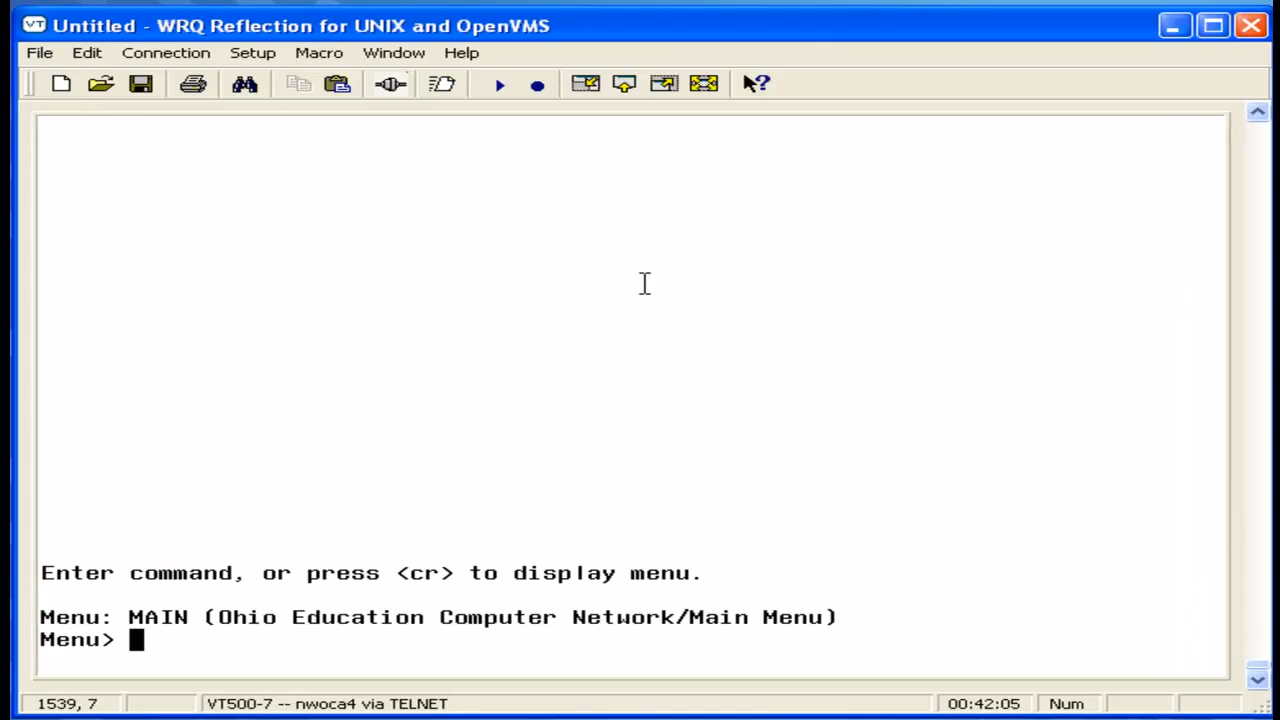 VT Untitled - WRQ Reflection for UNIX and OpenVMS
File Edit Connection Setup Macro Window Help
Enter command, or press <cr> to display menu.
Menu: MAIN (Ohio Education Computer Network/Main Menu)
Menu>
1539, 7 VT500-7 -- nwoca4 via TELNET 00:42:05 Num